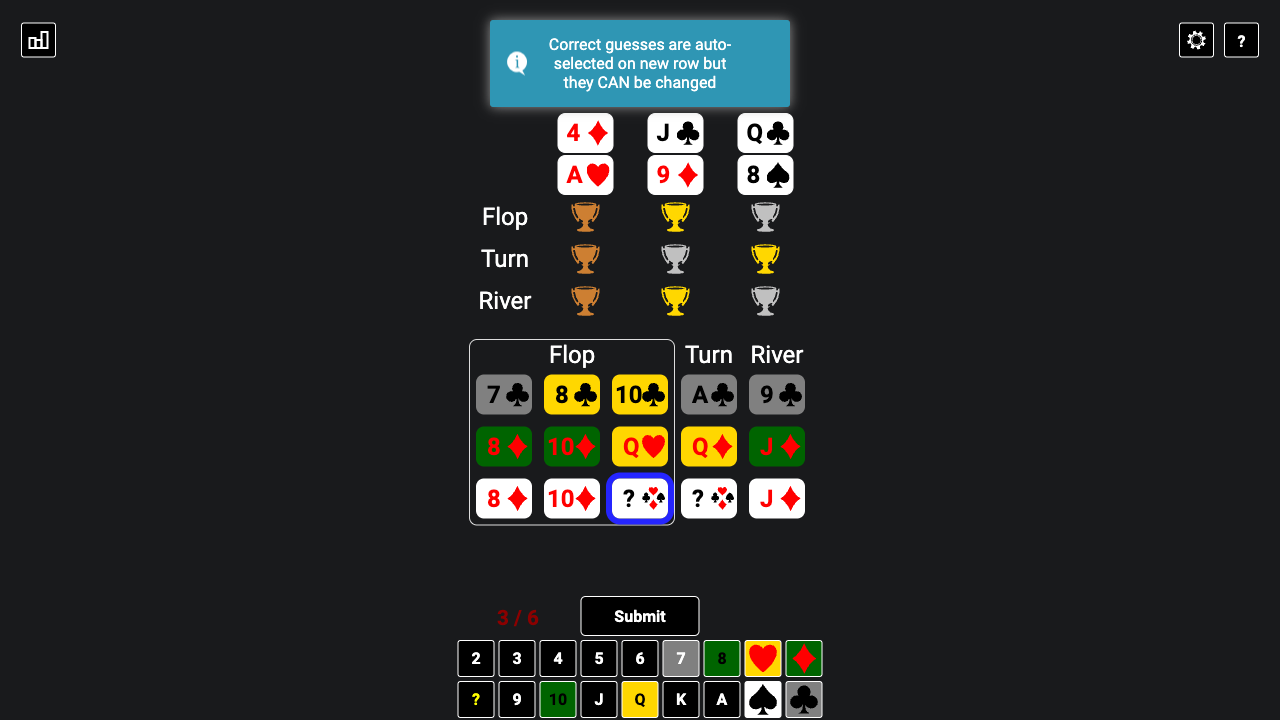 Correct guesses are auto-
selected on new row but
they CAN be changed
?
4 J Q
A 9 8
Flop
Turn
River
Flop Turn River
7 8 10 A 9
8 10 Q Q J
8 10 ? ? J
3 / 6 Submit
2 3 4 5 6 7 8
? 9 10 J Q K A